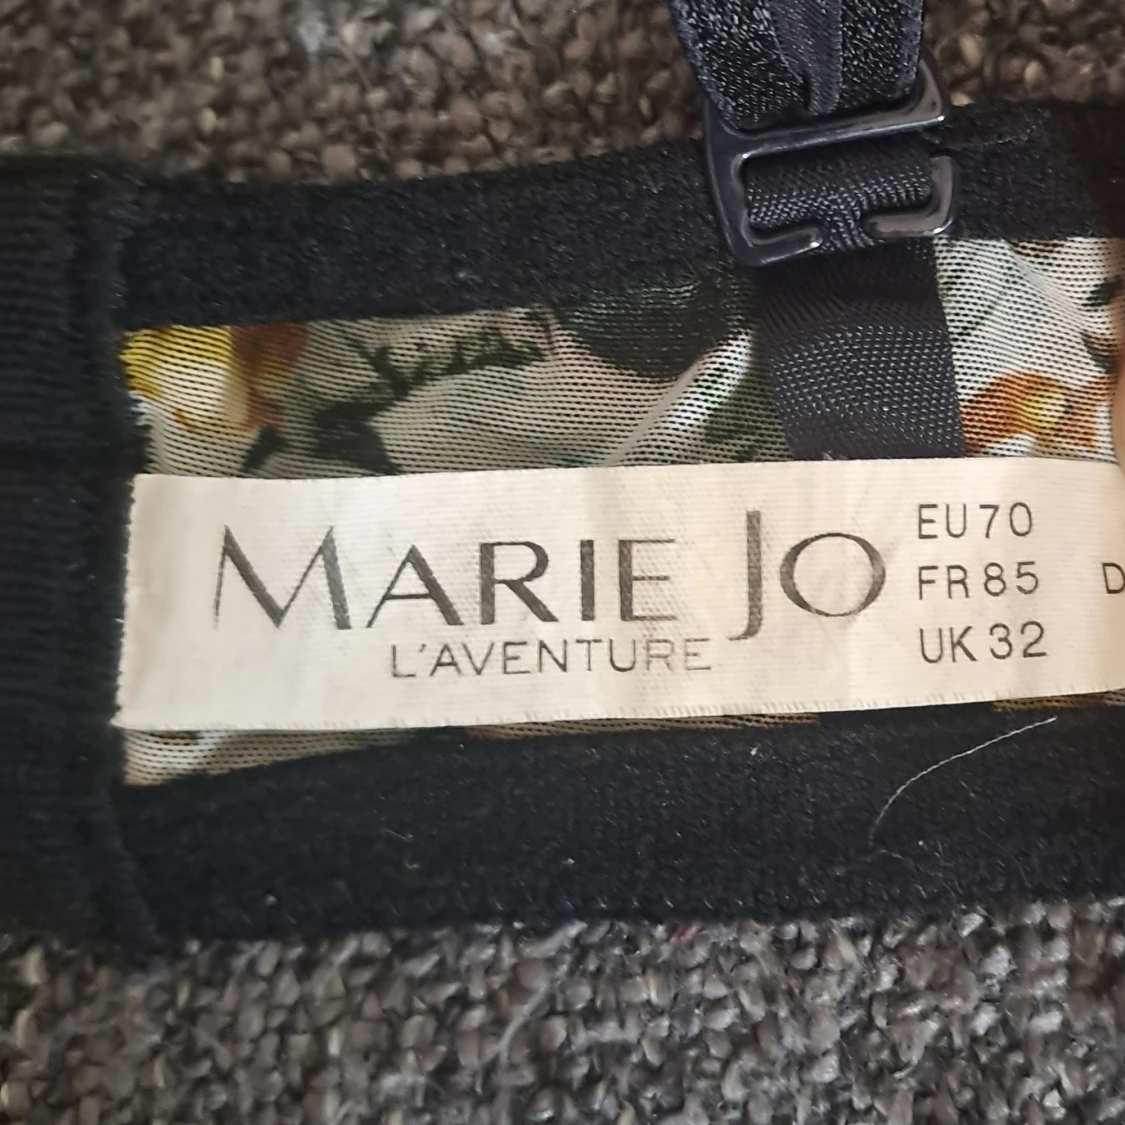 MARIE JO
L'AVENTURE
EU 70
FR 85
UK 32
D